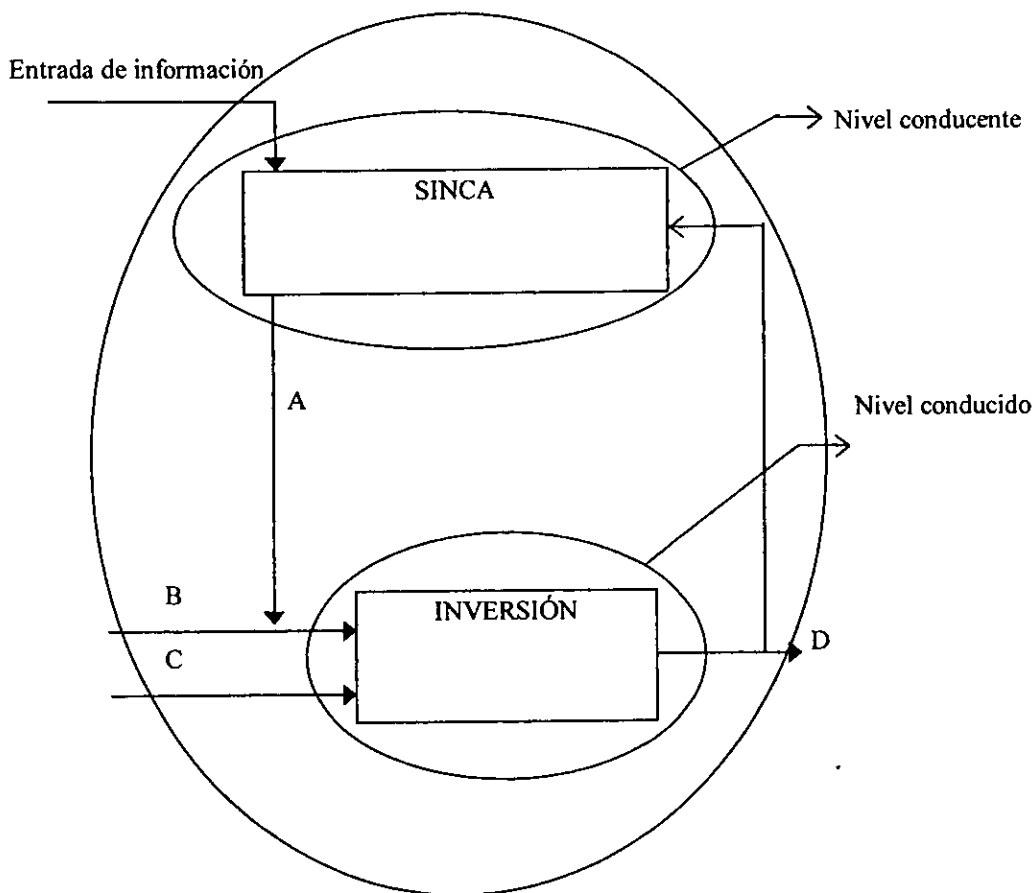 Entrada de información
Nivel conducente
SINCA
A
Nivel conducido
B
INVERSIÓN
C
D